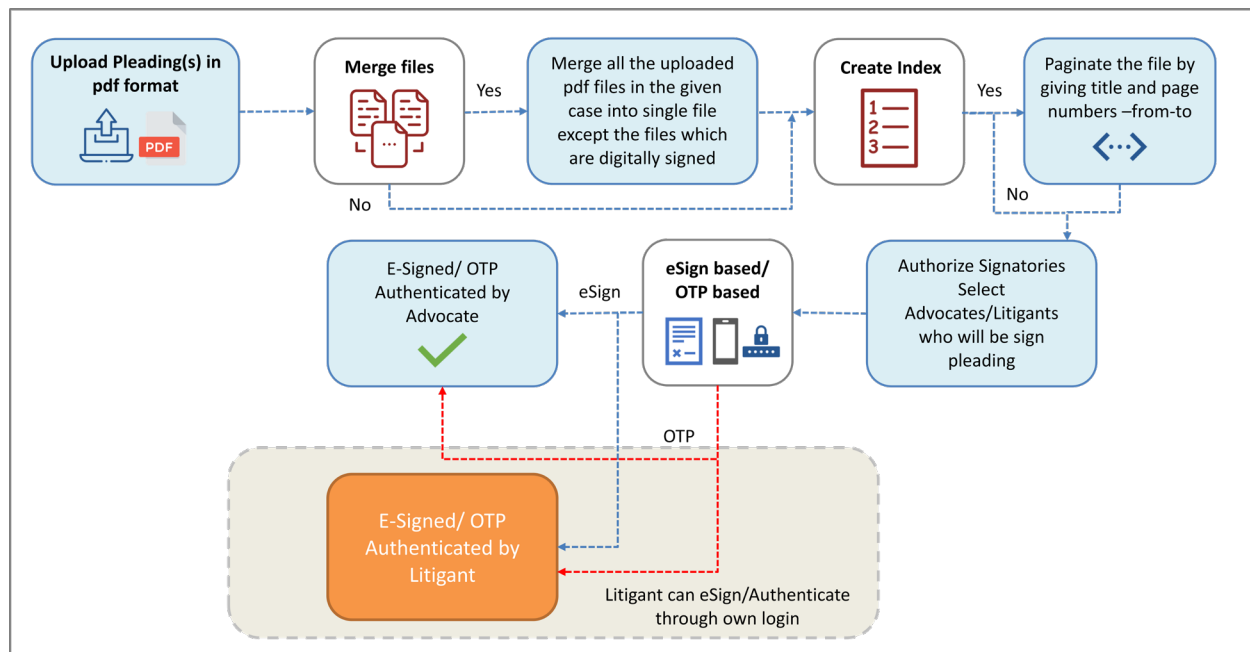 Upload Pleading(s) in
pdf format
PDF
Merge files
Yes
No
Merge all the uploaded
pdf files in the given
case into single file
except the files which
are digitally signed
Create Index
1
2
3
Yes
No
Paginate the file by
giving title and page
numbers –from-to
Authorize Signatories
Select
Advocates/Litigants
who will be sign
pleading
eSign based/
OTP based
eSign
E-Signed/ OTP
Authenticated by
Advocate
OTP
E-Signed/ OTP
Authenticated by
Litigant
Litigant can eSign/Authenticate
through own login